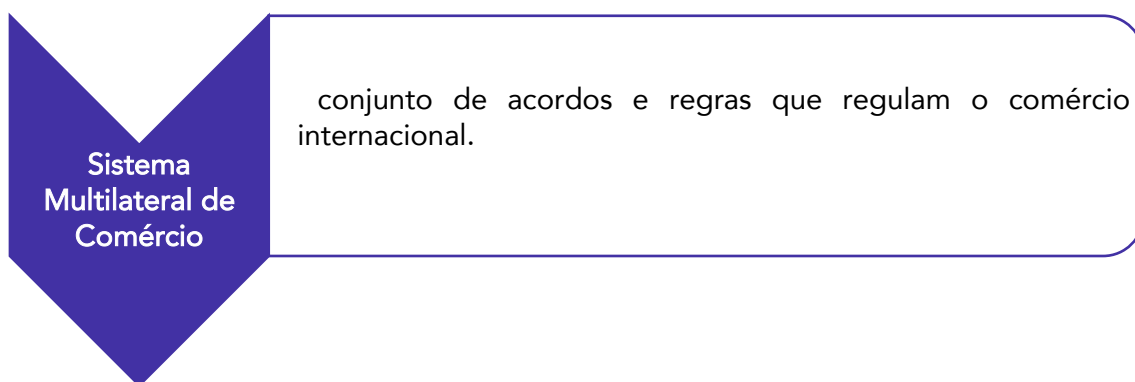 Sistema
Multilateral de
Comércio
conjunto de acordos e regras que regulam o comércio
internacional.